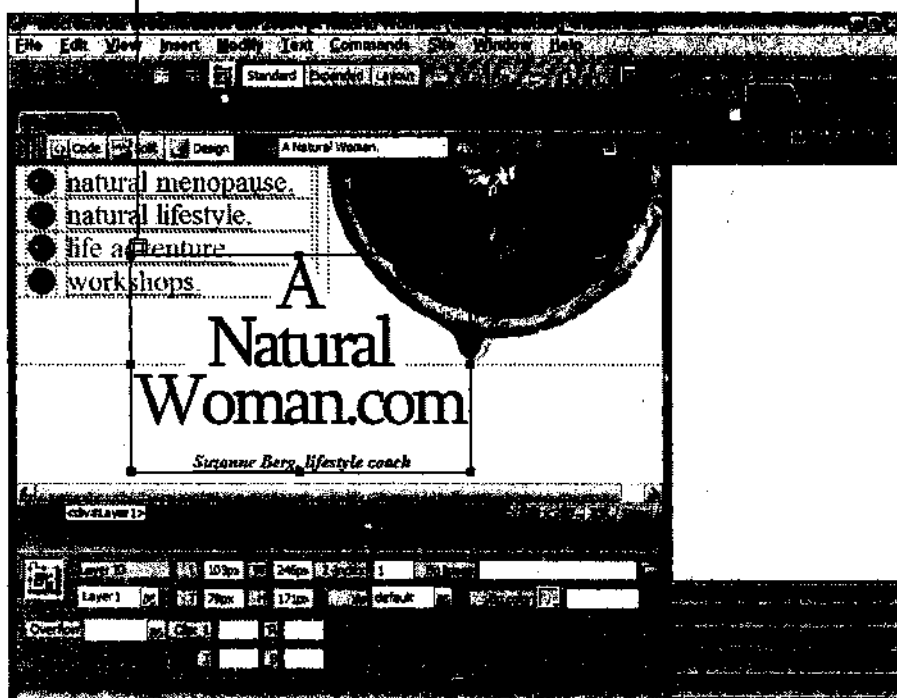 File Edit View Insert Modify Text Commands Site Window Help
Standard Expanded Layout
Code Split Design A Natural Woman.
natural menopause.
natural lifestyle.
life adventure.
workshops.
A
Natural
Woman.com
Suzanne Berg, lifestyle coach
<div#Layer1>
Layer ID 103px 246px 1
Layer1 79px 171px default
Overflow Clip: L